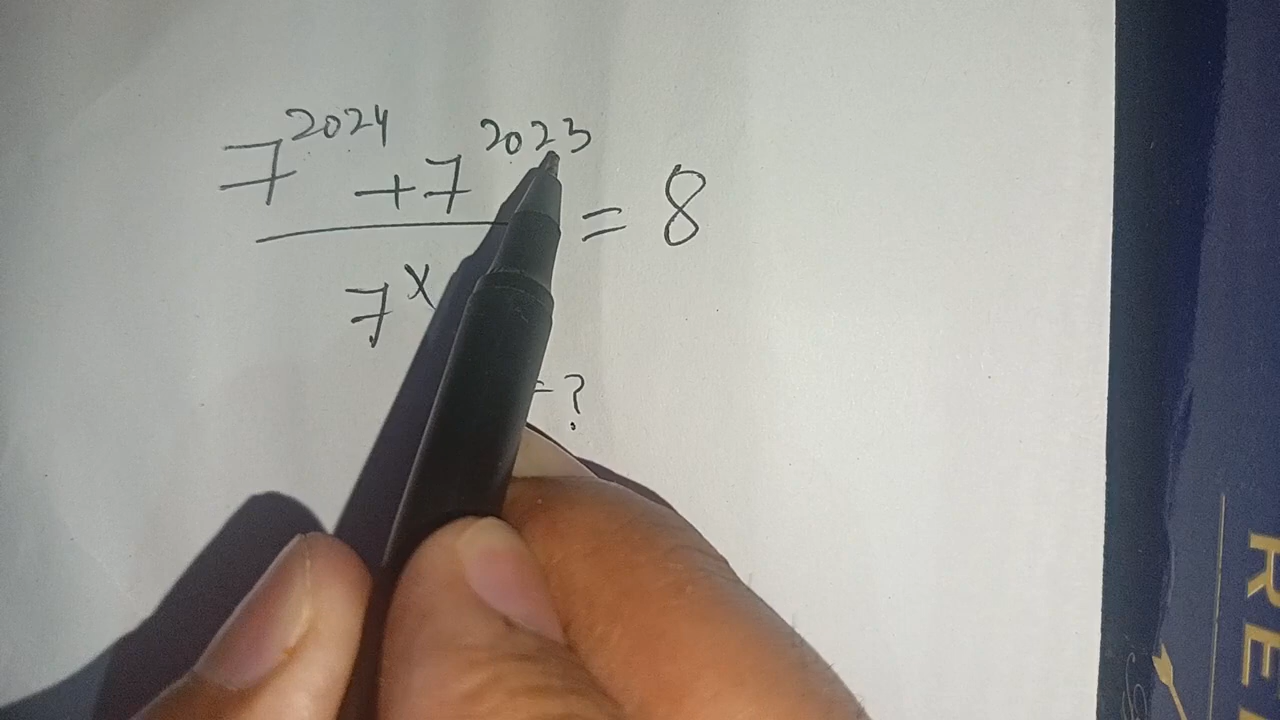 7^2024 + 7^2023 = 8
7^x
= ?